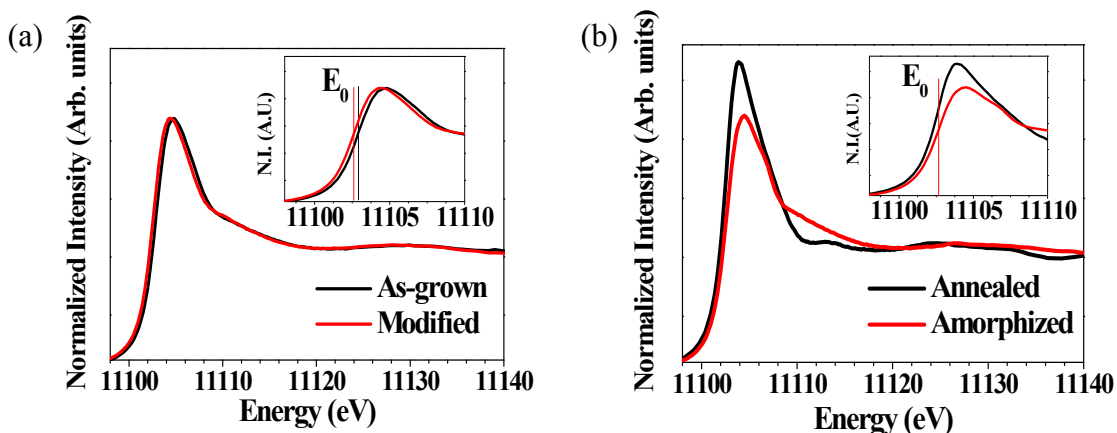 (a)
Normalized Intensity (Arb. units)
E0
N.I. (A.U.)
11100 11105 11110
As-grown
Modified
11100 11110 11120 11130 11140
Energy (eV)
(b)
Normalized Intensity (Arb. units)
E0
N.I.(A.U.)
11100 11105 11110
Annealed
Amorphized
11100 11110 11120 11130 11140
Energy (eV)